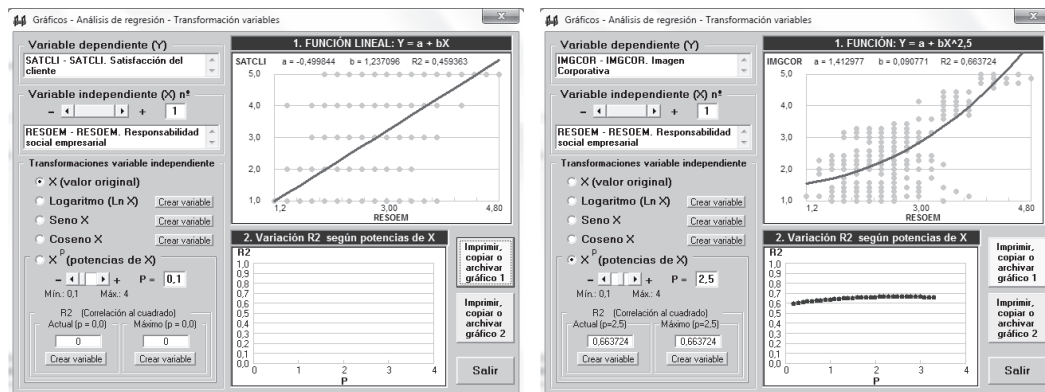 Gráficos - Análisis de regresión - Transformación variables
Variable dependiente (Y)
SATCLI - SATCLI. Satisfacción del
cliente
Variable independiente (X) nº
- + 1
RESOEM - RESOEM. Responsabilidad
social empresarial
Transformaciones variable independiente
X (valor original)
Logaritmo (Ln X) Crear variable
Seno X Crear variable
Coseno X Crear variable
X P (potencias de X)
- + P = 0,1
Mín.: 0,1 Máx.: 4
R2 (Correlación al cuadrado)
Actual (p = 0,0) Máximo (p = 0,0)
0 0
Crear variable Crear variable
1. FUNCIÓN LINEAL: Y = a + bX
SATCLI a = -0,499844 b = 1,237096 R2 = 0,459363
5,0
4,0
3,0
2,0
1,0
1,2 3,00 4,80
RESOEM
2. Variación R2 según potencias de X
R2
1,0
0,9
0,8
0,7
0,6
0,5
0,4
0,3
0,2
0,1
0,0
0 1 2 3 4
P
Imprimir,
copiar o
archivar
gráfico 1
Imprimir,
copiar o
archivar
gráfico 2
Salir
Gráficos - Análisis de regresión - Transformación variables
Variable dependiente (Y)
IMGCOR - IMGCOR. Imagen
Corporativa
Variable independiente (X) nº
- + 1
RESOEM - RESOEM. Responsabilidad
social empresarial
Transformaciones variable independiente
X (valor original)
Logaritmo (Ln X) Crear variable
Seno X Crear variable
Coseno X Crear variable
X P (potencias de X)
- + P = 2,5
Mín.: 0,1 Máx.: 4
R2 (Correlación al cuadrado)
Actual (p=2,5) Máximo (p=2,5)
0,663724 0,663724
Crear variable Crear variable
1. FUNCIÓN: Y = a + bX^2,5
IMGCOR a = 1,412977 b = 0,090771 R2 = 0,663724
5,0
4,0
3,0
2,0
1,0
1,2 3,00 4,80
RESOEM
2. Variación R2 según potencias de X
R2
1,0
0,9
0,8
0,7
0,6
0,5
0,4
0,3
0,2
0,1
0,0
0 1 2 3 4
P
Imprimir,
copiar o
archivar
gráfico 1
Imprimir,
copiar o
archivar
gráfico 2
Salir